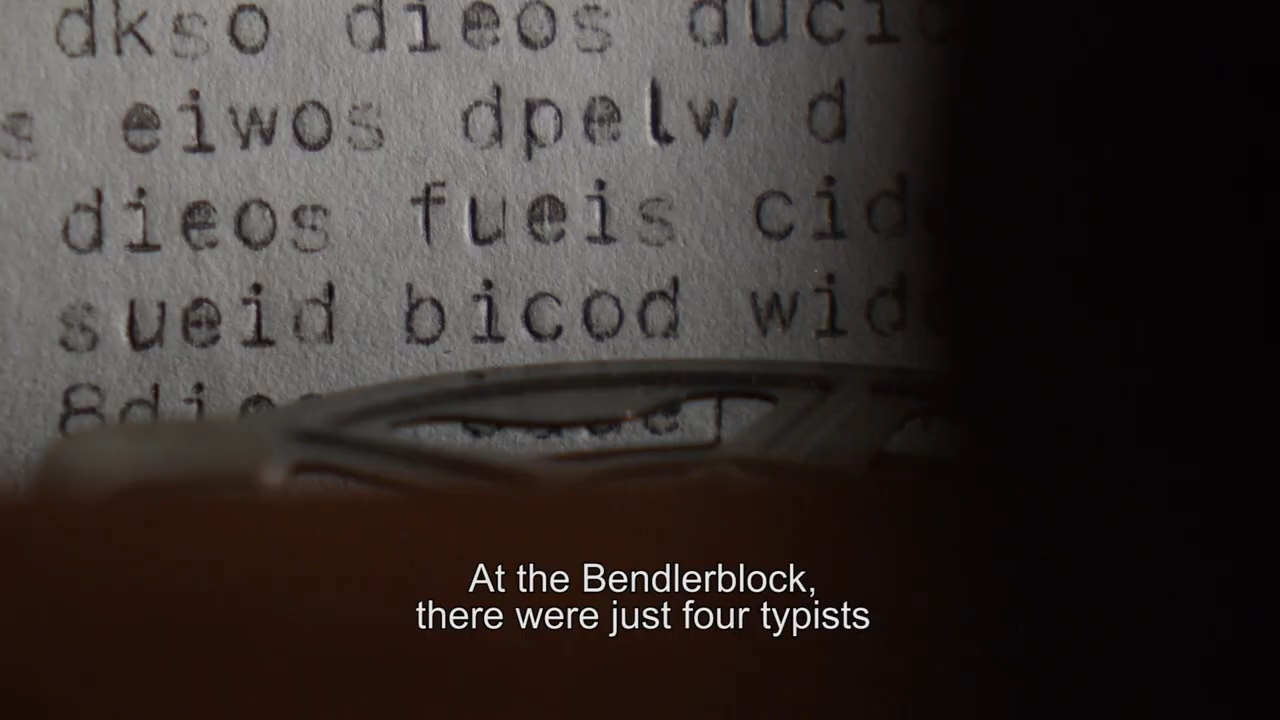 dkso dieos
s eiwos dpelw d
dieos fueis
sueid bicod
At the Bendlerblock,
there were just four typists